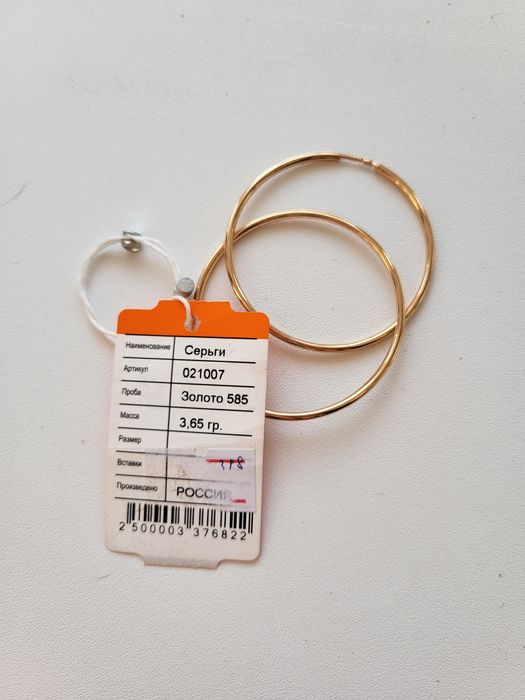 Наименование Серьги
Артикул 021007
Проба Золото 585
Масса 3,65 гр.
Размер
Вставки
Произведено РОССИЯ
2 500003 376822